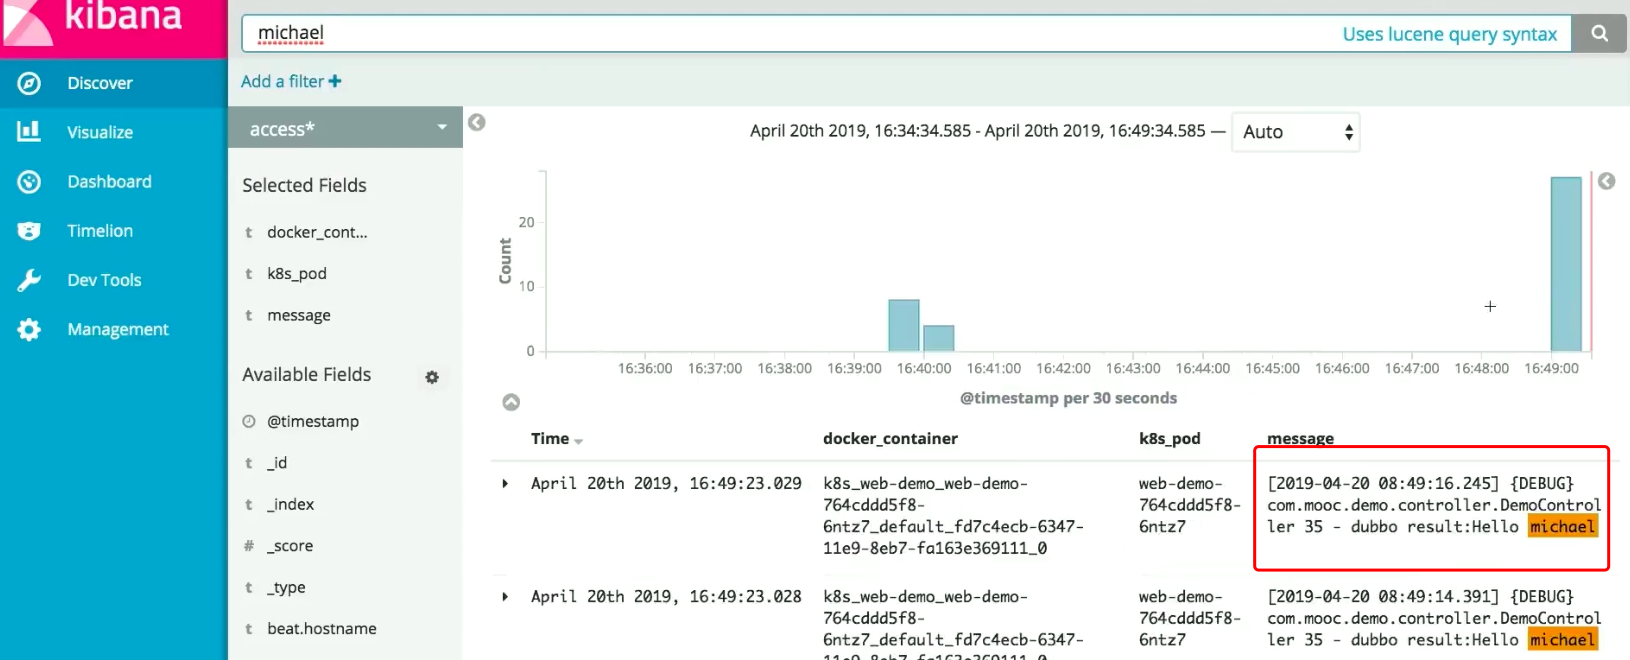 kibana
michael
Uses lucene query syntax
Discover
Add a filter +
access*
April 20th 2019, 16:34:34.585 - April 20th 2019, 16:49:34.585 —
Auto
Visualize
Dashboard
Timelion
Dev Tools
Management
Selected Fields
t docker_cont...
t k8s_pod
t message
Available Fields
@timestamp
t _id
t _index
# _score
t _type
t beat.hostname
Count
20
10
0
16:36:00 16:37:00 16:38:00 16:39:00 16:40:00 16:41:00 16:42:00 16:43:00 16:44:00 16:45:00 16:46:00 16:47:00 16:48:00 16:49:00
@timestamp per 30 seconds
Time docker_container k8s_pod message
April 20th 2019, 16:49:23.029
k8s_web-demo_web-demo-
764cddd5f8-
6ntz7_default_fd7c4ecb-6347-
11e9-8eb7-fa163e369111_0
web-demo-
764cddd5f8-
6ntz7
[2019-04-20 08:49:16.245] {DEBUG}
com.mooc.demo.controller.DemoControl
ler 35 - dubbo result:Hello michael
April 20th 2019, 16:49:23.028
k8s_web-demo_web-demo-
764cddd5f8-
6ntz7_default_fd7c4ecb-6347-
11e9-8eb7-fa163e369111_0
web-demo-
764cddd5f8-
6ntz7
[2019-04-20 08:49:14.391] {DEBUG}
com.mooc.demo.controller.DemoControl
ler 35 - dubbo result:Hello michael